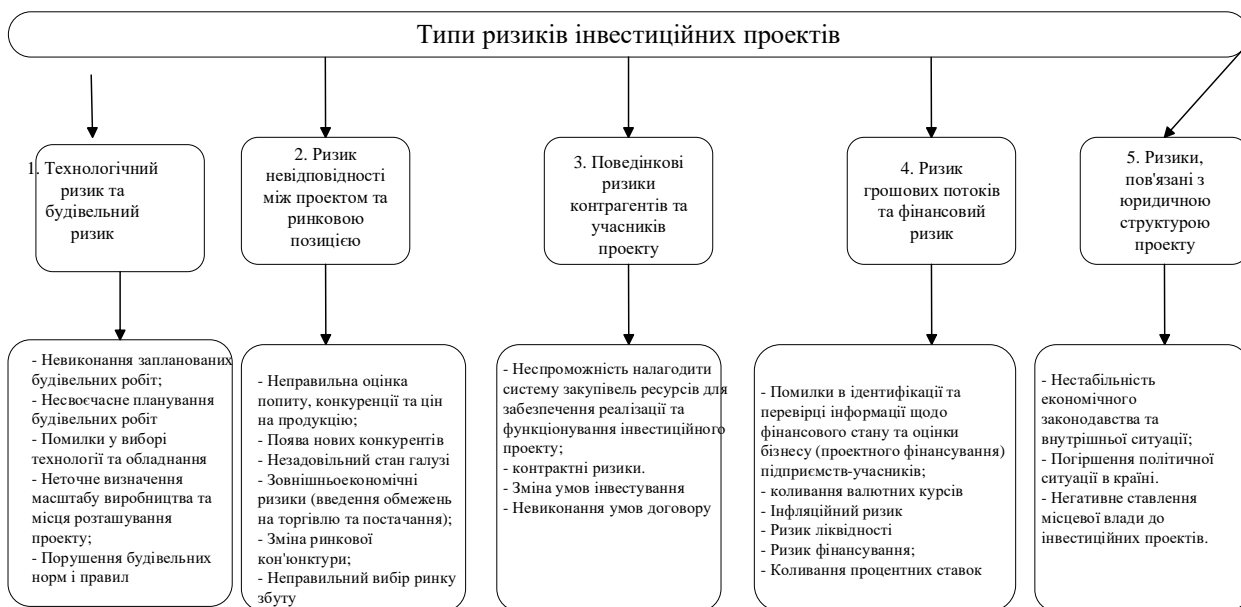 Типи ризиків інвестиційних проектів
1. Технологічний
ризик та
будівельний
ризик
2. Ризик
невідповідності
між проектом та
ринковою
позицією
3. Поведінкові
ризики
контрагентів та
учасників
проекту
4. Ризик
грошових потоків
та фінансовий
ризик
5. Ризики,
пов'язані з
юридичною
структурою
проекту
- Невиконання запланованих
будівельних робіт;
- Несвоєчасне планування
будівельних робіт
- Помилки у виборі
технології та обладнання
- Неточне визначення
масштабу виробництва та
місця розташування
проекту;
- Порушення будівельних
норм і правил
- Неправильна оцінка
попиту, конкуренції та цін
на продукцію;
- Поява нових конкурентів
- Незадовільний стан галузі
- Зовнішньоекономічні
ризики (введення обмежень
на торгівлю та постачання);
- Зміна ринкової
кон'юнктури;
- Неправильний вибір ринку
збуту
- Неспроможність налагодити
систему закупівель ресурсів для
забезпечення реалізації та
функціонування інвестиційного
проекту;
- контрактні ризики.
- Зміна умов інвестування
- Невиконання умов договору
- Помилки в ідентифікації та
перевірці інформації щодо
фінансового стану та оцінки
бізнесу (проектного фінансування)
підприємств-учасників;
- коливання валютних курсів
- Інфляційний ризик
- Ризик ліквідності
- Ризик фінансування;
- Коливання процентних ставок
- Нестабільність
економічного
законодавства та
внутрішньої ситуації;
- Погіршення політичної
ситуації в країні.
- Негативне ставлення
місцевої влади до
інвестиційних проектів.